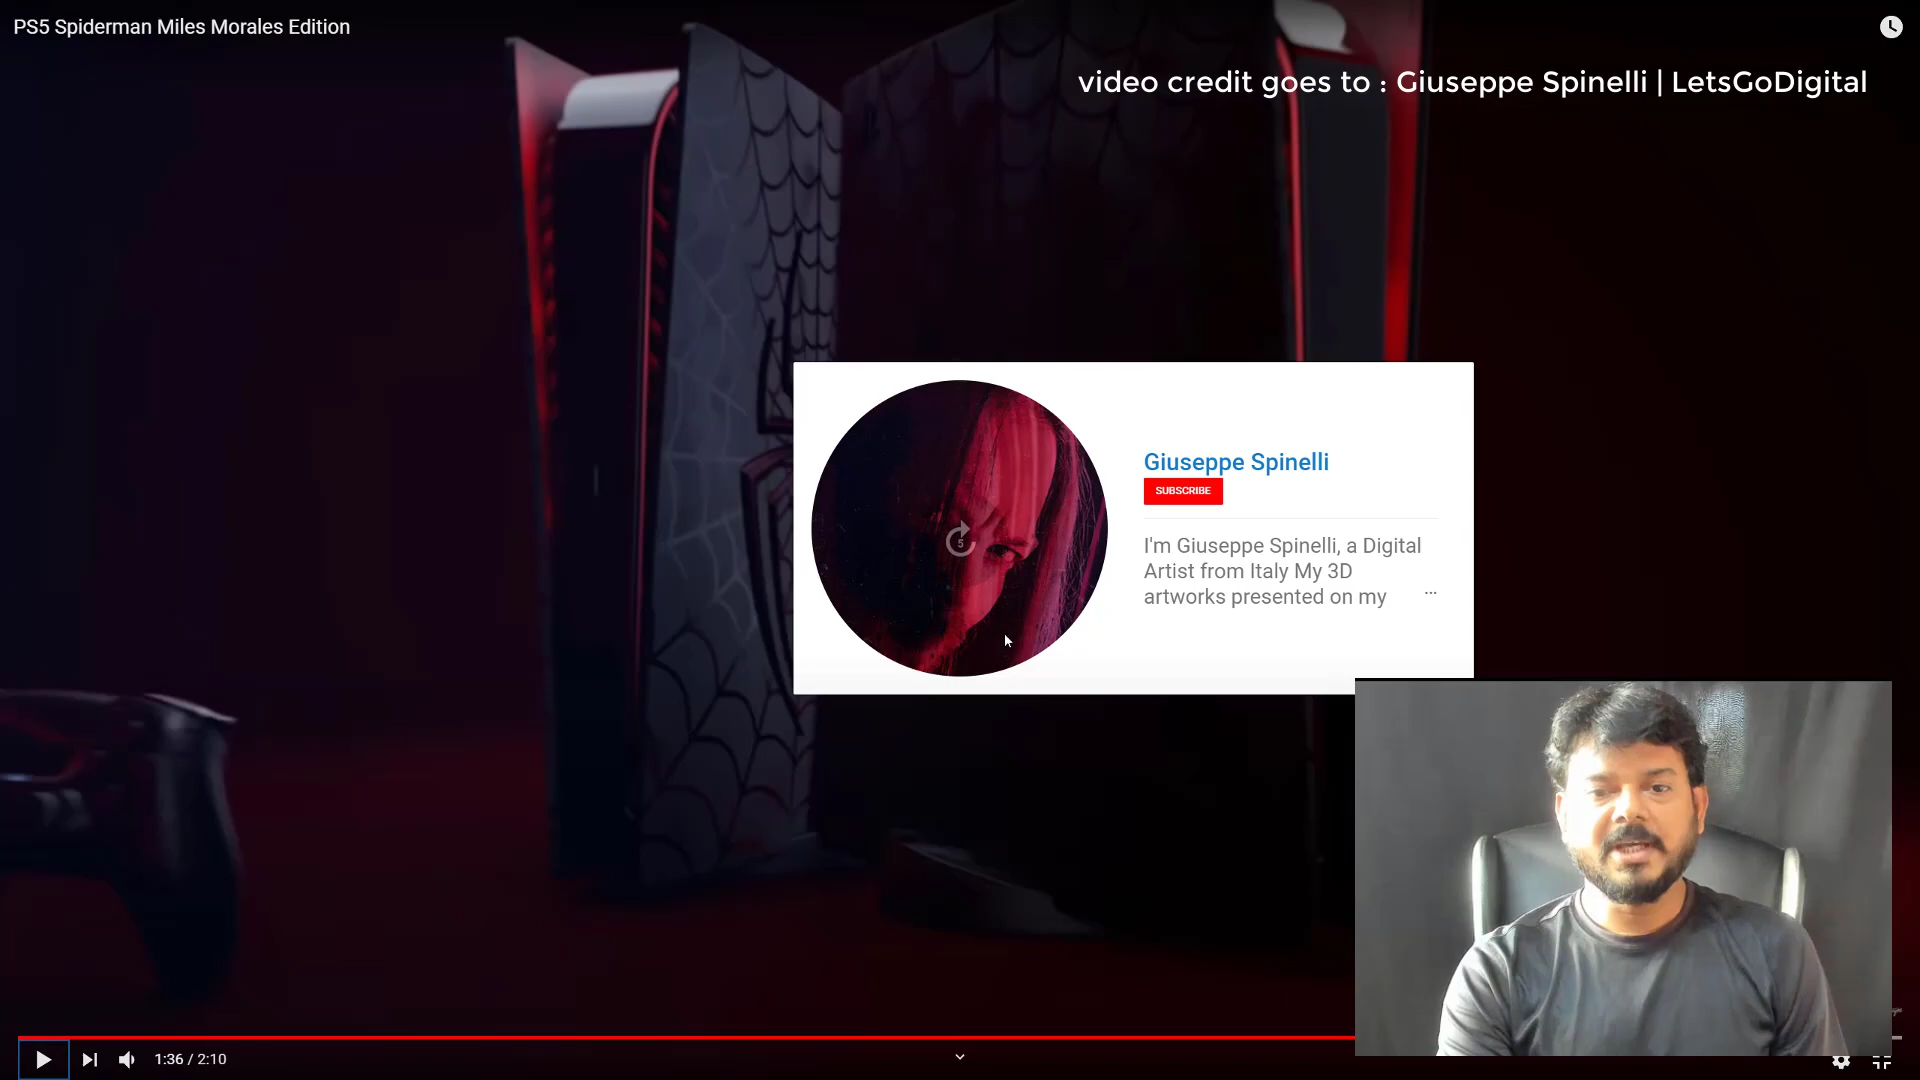 PS5 Spiderman Miles Morales Edition
video credit goes to : Giuseppe Spinelli | LetsGoDigital
Giuseppe Spinelli
SUBSCRIBE
5
I'm Giuseppe Spinelli, a Digital
Artist from Italy My 3D
artworks presented on my ...
1:36 / 2:10